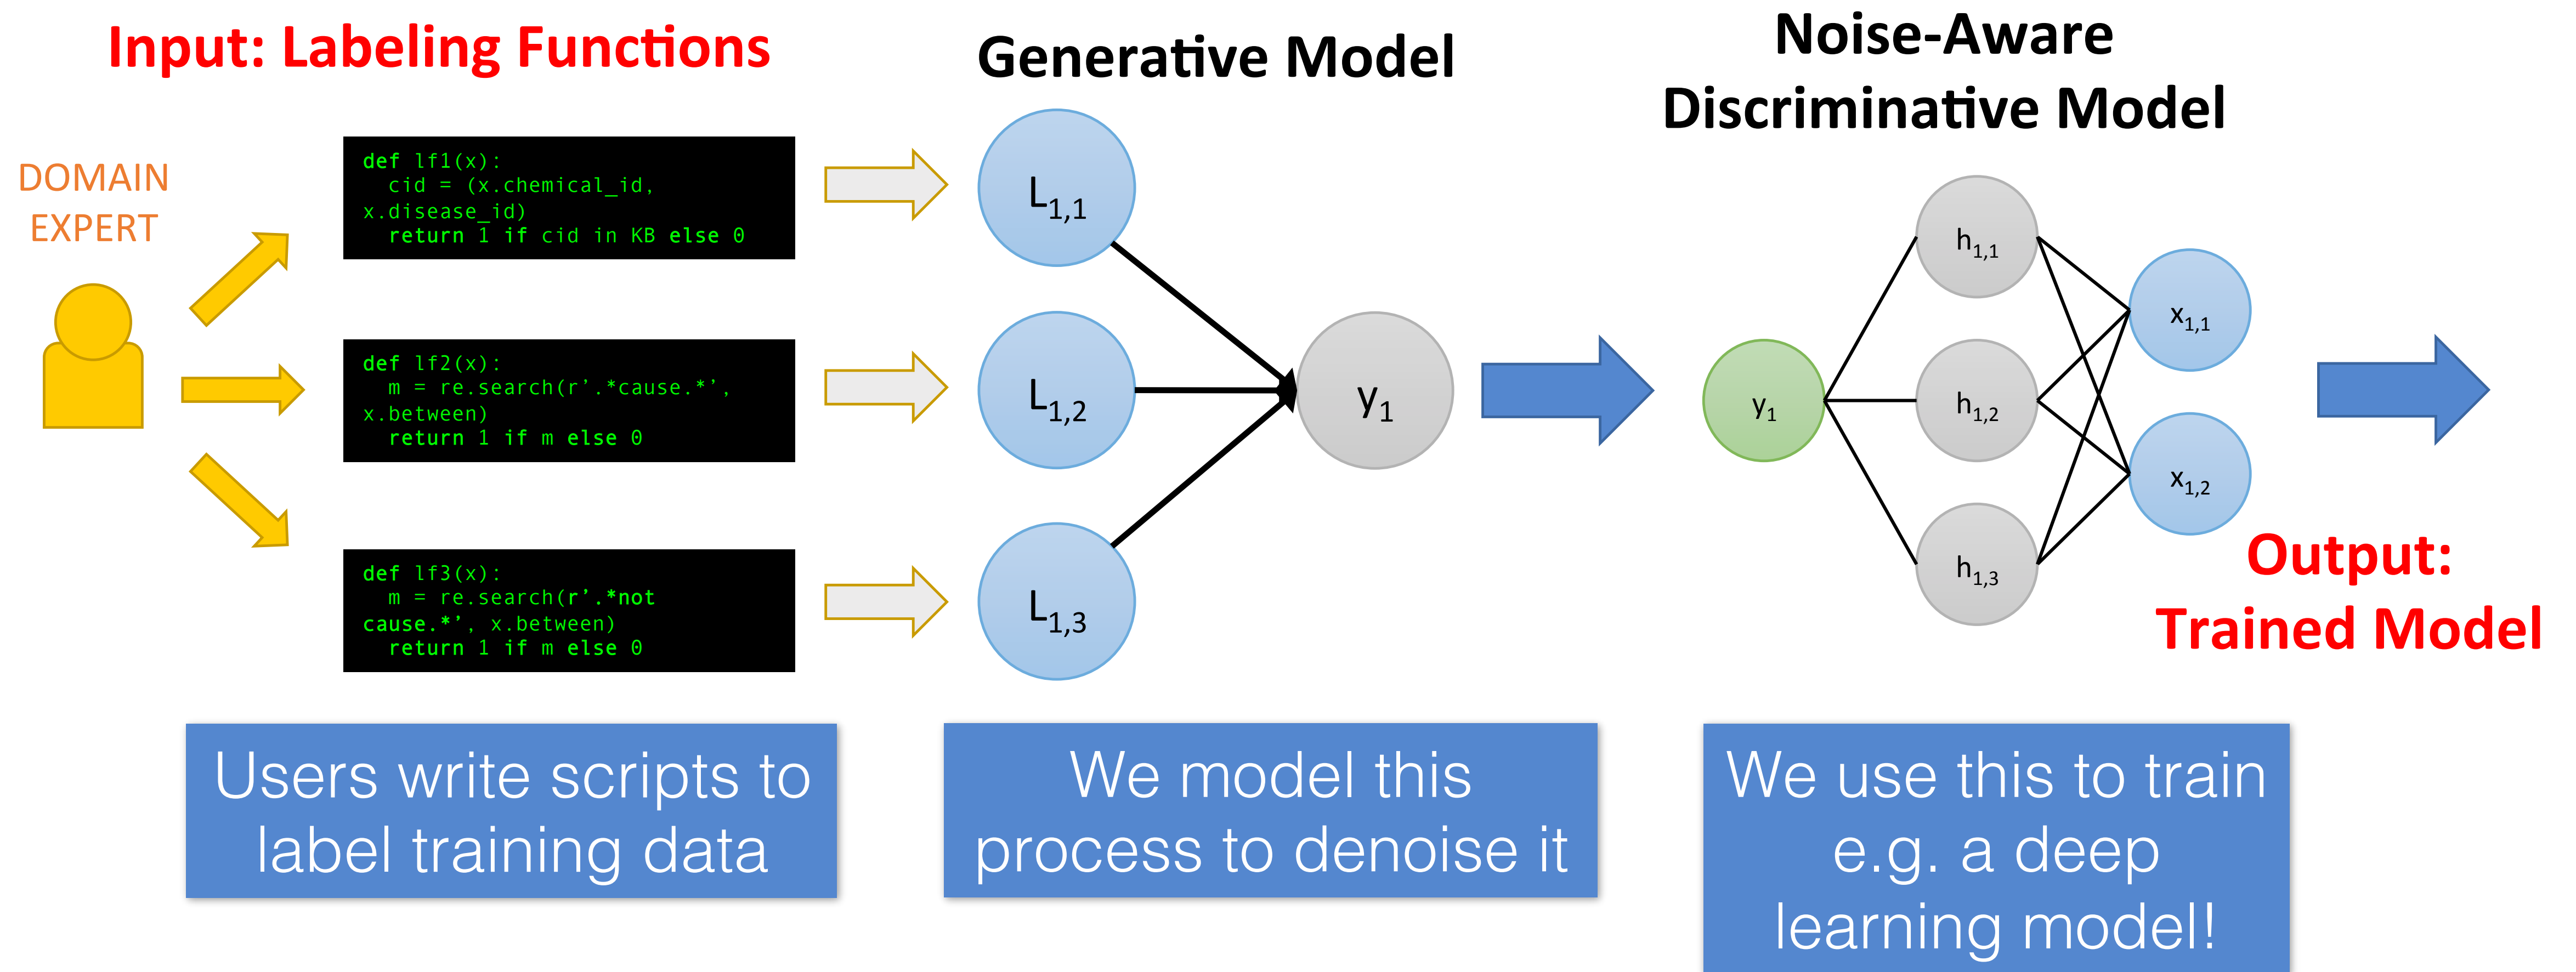 Input: Labeling Functions
DOMAIN
EXPERT
def lf1(x):
  cid = (x.chemical_id,
x.disease_id)
  return 1 if cid in KB else 0
def lf2(x):
  m = re.search(r’.*cause.*’,
x.between)
  return 1 if m else 0
def lf3(x):
  m = re.search(r’.*not
cause.*’, x.between)
  return 1 if m else 0
Users write scripts to
label training data
Generative Model
L1,1
L1,2
L1,3
y1
We model this
process to denoise it
Noise-Aware
Discriminative Model
y1
h1,1
h1,2
h1,3
x1,1
x1,2
Output:
Trained Model
We use this to train
e.g. a deep
learning model!